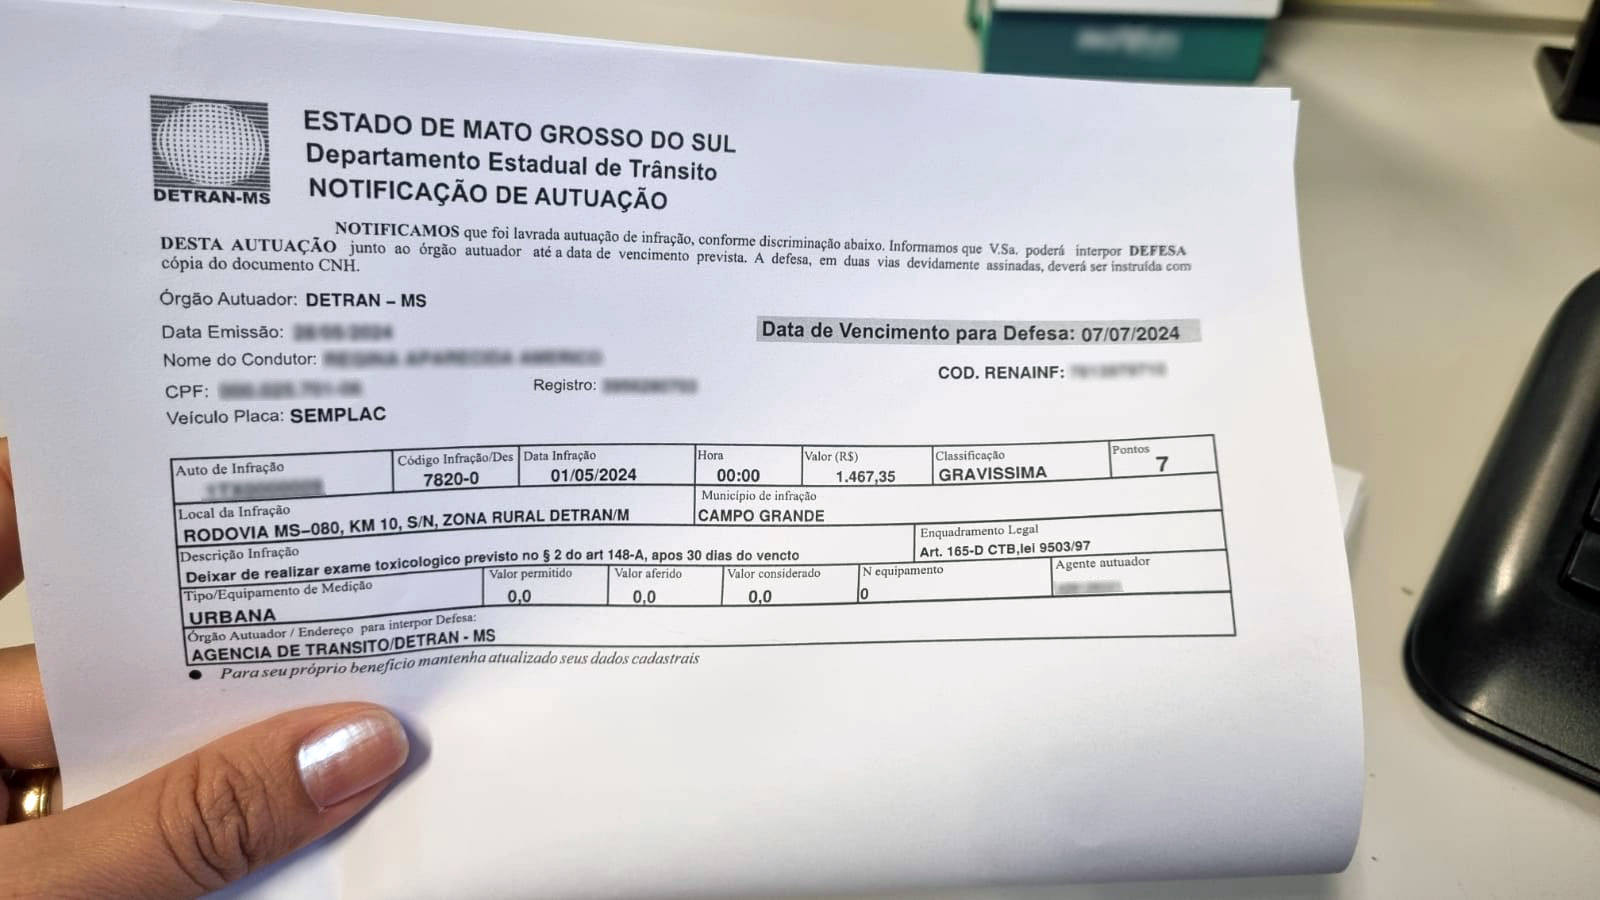 DETRAN-MS
ESTADO DE MATO GROSSO DO SUL
Departamento Estadual de Trânsito
NOTIFICAÇÃO DE AUTUAÇÃO
NOTIFICAMOS que foi lavrada autuação de infração, conforme discriminação abaixo. Informamos que V.Sa. poderá interpor DEFESA
DESTA AUTUAÇÃO junto ao órgão autuador até a data de vencimento prevista. A defesa, em duas vias devidamente assinadas, deverá ser instruída com
cópia do documento CNH.
Órgão Autuador: DETRAN – MS
Data Emissão:
Data de Vencimento para Defesa: 07/07/2024
Nome do Condutor:
COD. RENAINF:
CPF: Registro:
Veículo Placa: SEMPLAC
Auto de Infração Código Infração/Des Data Infração Hora Valor (R$) Classificação Pontos
7820-0 01/05/2024 00:00 1.467,35 GRAVISSIMA 7
Local da Infração Município de infração
RODOVIA MS–080, KM 10, S/N, ZONA RURAL DETRAN/M CAMPO GRANDE
Descrição Infração Enquadramento Legal
Deixar de realizar exame toxicologico previsto no § 2 do art 148-A, apos 30 dias do vencto Art. 165-D CTB,lei 9503/97
Tipo/Equipamento de Medição Valor permitido Valor aferido Valor considerado N equipamento Agente autuador
URBANA 0,0 0,0 0,0 0
Órgão Autuador / Endereço para interpor Defesa:
AGENCIA DE TRANSITO/DETRAN - MS
● Para seu próprio beneficio mantenha atualizado seus dados cadastrais